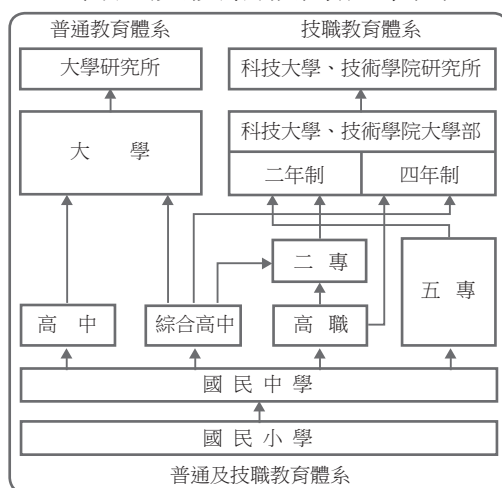 普通教育體系 技職教育體系
大學研究所 科技大學、技術學院研究所
大學 科技大學、技術學院大學部
二年制 四年制
二專
五專
高中 綜合高中 高職
國民中學
國民小學
普通及技職教育體系